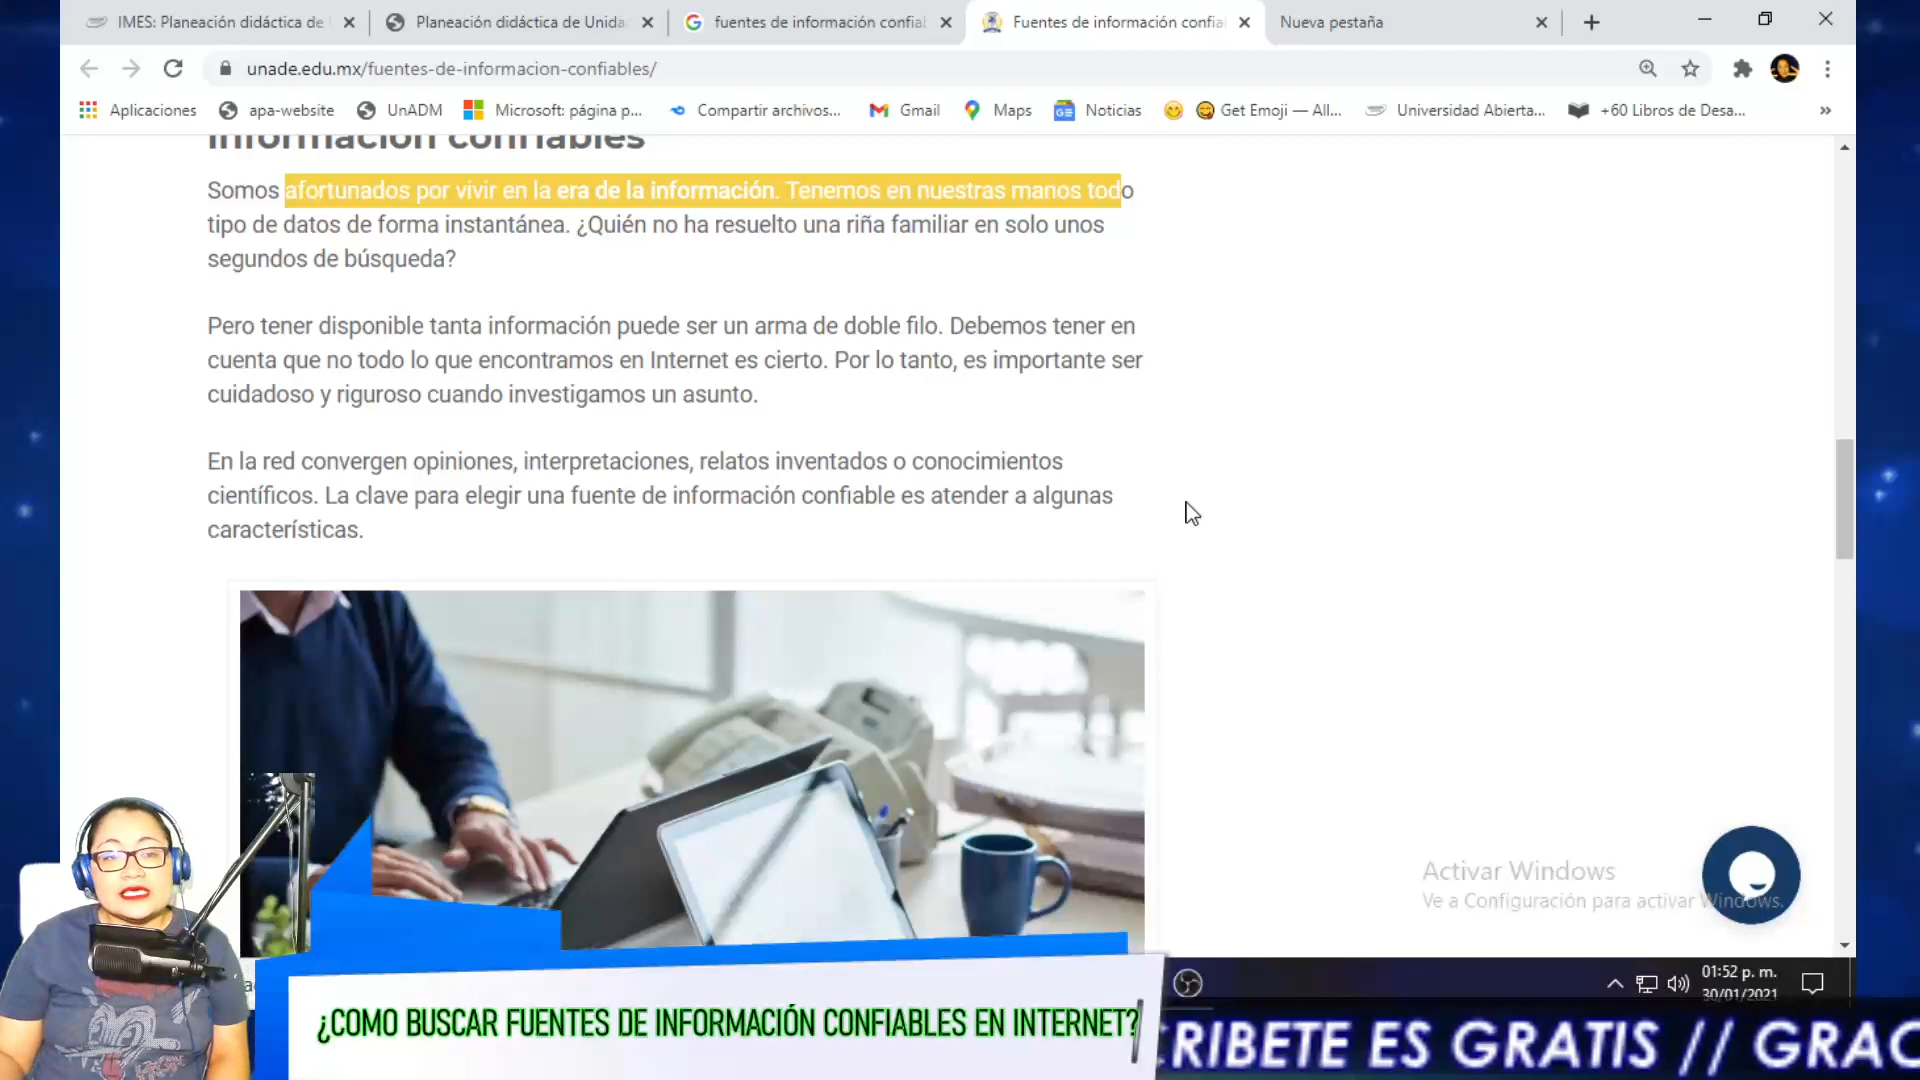 IMES: Planeación didáctica de
Planeación didáctica de Unida
fuentes de información confial
Fuentes de información confia
Nueva pestaña
unade.edu.mx/fuentes-de-informacion-confiables/
Aplicaciones
apa-website
UnADM
Microsoft: página p...
Compartir archivos...
Gmail
Maps
Noticias
Get Emoji — All...
Universidad Abierta...
+60 Libros de Desa...
»
información confiables
Somos afortunados por vivir en la era de la información. Tenemos en nuestras manos todo
tipo de datos de forma instantánea. ¿Quién no ha resuelto una riña familiar en solo unos
segundos de búsqueda?
Pero tener disponible tanta información puede ser un arma de doble filo. Debemos tener en
cuenta que no todo lo que encontramos en Internet es cierto. Por lo tanto, es importante ser
cuidadoso y riguroso cuando investigamos un asunto.
En la red convergen opiniones, interpretaciones, relatos inventados o conocimientos
científicos. La clave para elegir una fuente de información confiable es atender a algunas
características.
Activar Windows
Ve a Configuración para activar Windows.
01:52 p. m.
30/01/2021
¿COMO BUSCAR FUENTES DE INFORMACIÓN CONFIABLES EN INTERNET?
CRIBETE ES GRATIS // GRAC